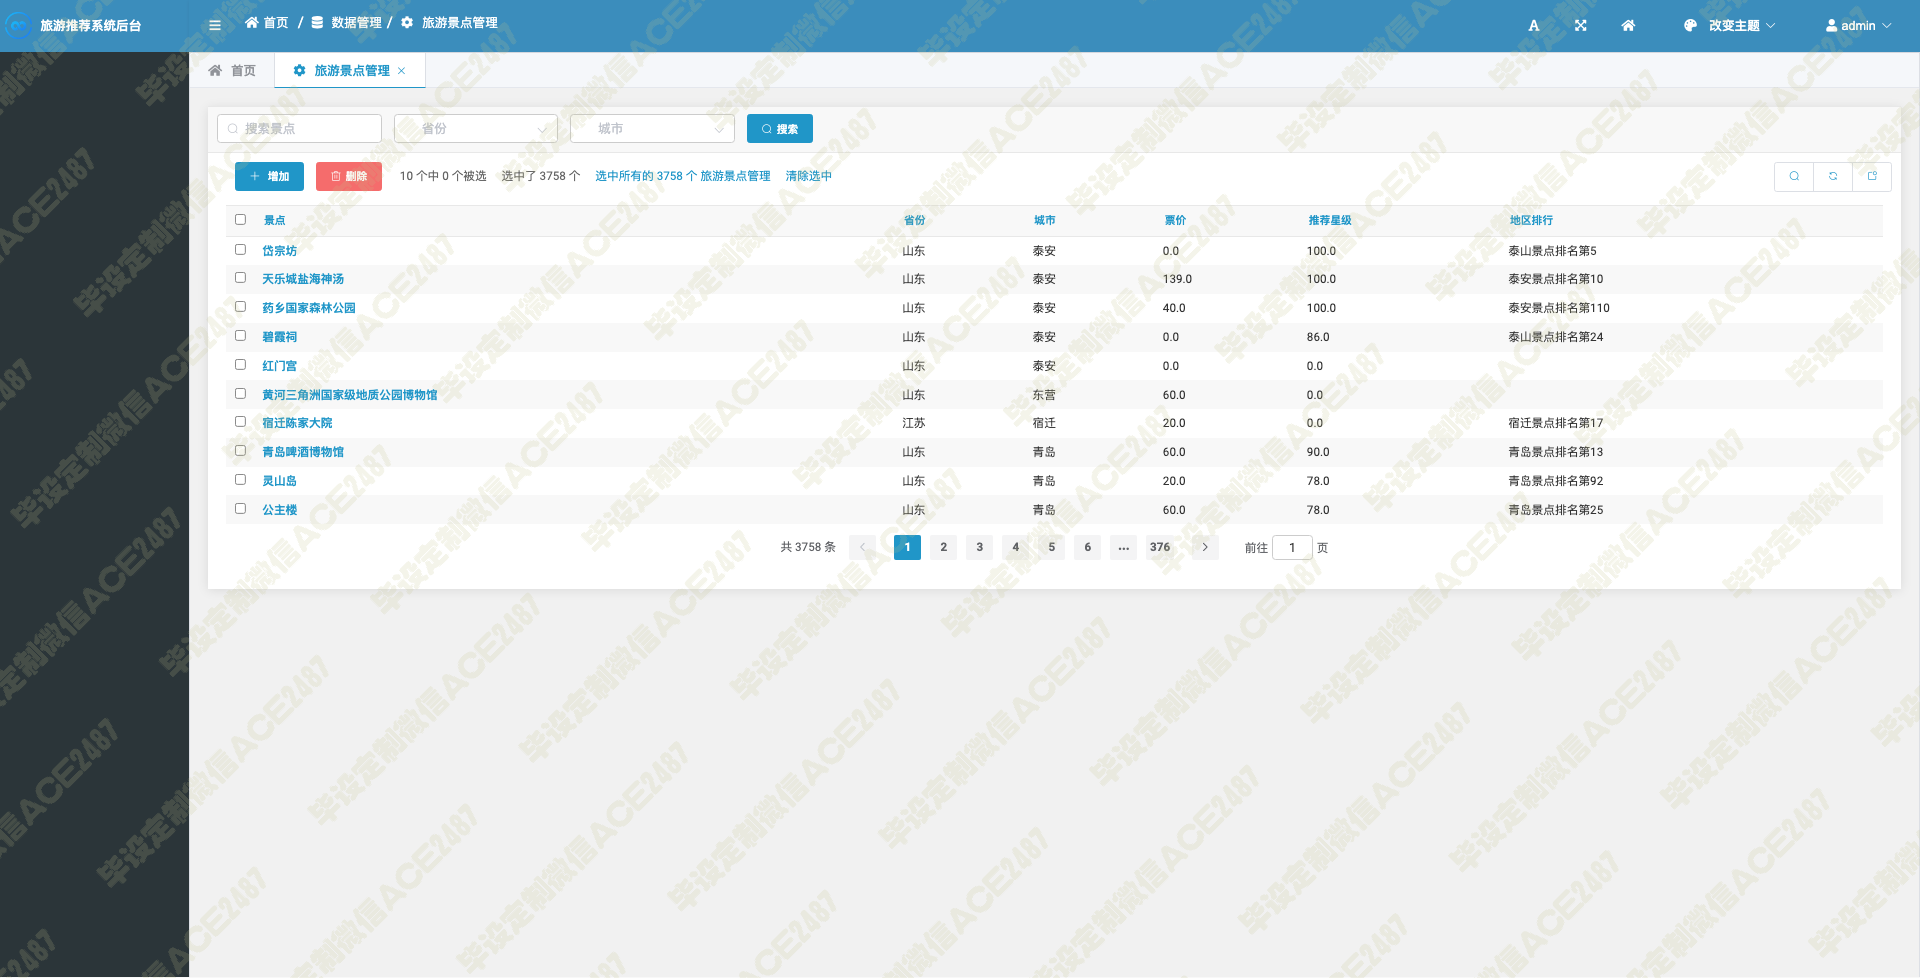 旅游推荐系统后台
首页 / 数据管理 / 旅游景点管理
A
改变主题
admin
首页
旅游景点管理
搜索景点
省份
城市
搜索
增加
删除
10 个中 0 个被选 选中了 3758 个 选中所有的 3758 个 旅游景点管理 清除选中
景点 省份 城市 票价 推荐星级 地区排行
岱宗坊 山东 泰安 0.0 100.0 泰山景点排名第5
天乐城盐海神汤 山东 泰安 139.0 100.0 泰安景点排名第10
药乡国家森林公园 山东 泰安 40.0 100.0 泰安景点排名第110
碧霞祠 山东 泰安 0.0 86.0 泰山景点排名第24
红门宫 山东 泰安 0.0 0.0
黄河三角洲国家级地质公园博物馆 山东 东营 60.0 0.0
宿迁陈家大院 江苏 宿迁 20.0 0.0 宿迁景点排名第17
青岛啤酒博物馆 山东 青岛 60.0 90.0 青岛景点排名第13
灵山岛 山东 青岛 20.0 78.0 青岛景点排名第92
公主楼 山东 青岛 60.0 78.0 青岛景点排名第25
共 3758 条 1 2 3 4 5 6 ... 376 前往 1 页
毕设定制微信ACE2487